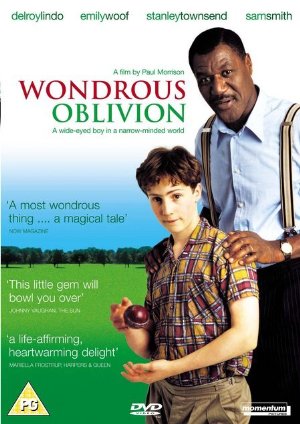 delroylindo emilywoof stanleytownsend samsmith
A film by Paul Morrison
WONDROUS
OBLIVION
A wide-eyed boy in a narrow-minded world
'A most wondrous
thing .... a magical tale'
NOW MAGAZINE
'This little gem will
bowl you over'
JOHNNY VAUGHAN, THE SUN
'a life-affirming,
heartwarming delight'
MARIELLA FROSTRUP, HARPERS & QUEEN
PG
DVD
VIDEO
momentum